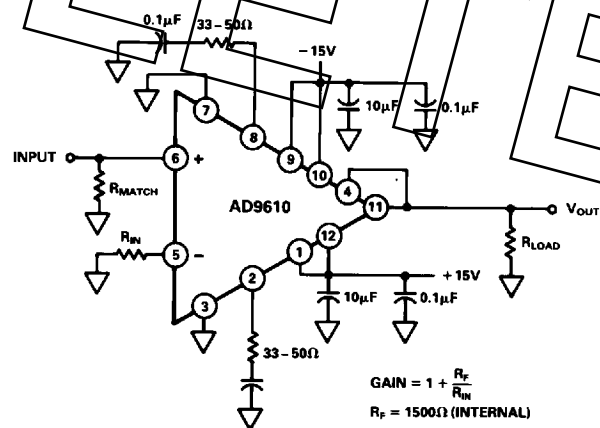 0.1µF
33–50Ω
−15V
10µF
0.1µF
7
8
9
10
4
11
INPUT
6
+
RMATCH
AD9610
VOUT
RLOAD
RIN
5
−
12
1
2
3
+15V
10µF
0.1µF
33–50Ω
GAIN = 1 + RF
RIN
RF = 1500Ω (INTERNAL)